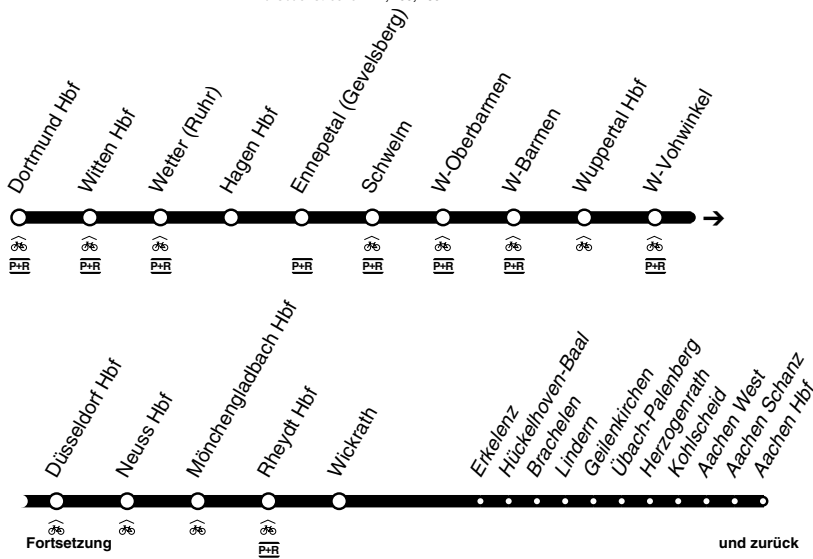 Dortmund Hbf
Witten Hbf
Wetter (Ruhr)
Hagen Hbf
Ennepetal (Gevelsberg)
Schwelm
W-Oberbarmen
W-Barmen
Wuppertal Hbf
W-Vohwinkel
P+R P+R P+R P+R P+R P+R P+R P+R
Düsseldorf Hbf
Neuss Hbf
Mönchengladbach Hbf
Rheydt Hbf
Wickrath
Erkelenz
Hückelhoven-Baal
Brachelen
Lindern
Geilenkirchen
Übach-Palenberg
Herzogenrath
Kohlscheid
Aachen West
Aachen Schanz
Aachen Hbf
Fortsetzung
P+R
und zurück